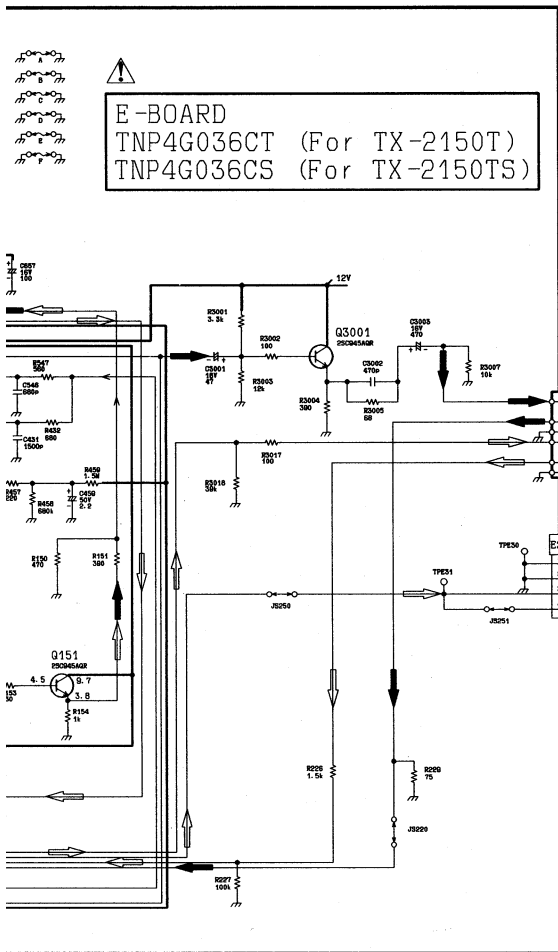 A
B
C
D
E
F
E-BOARD
TNP4G036CT (For TX-2150T)
TNP4G036CS (For TX-2150TS)
C557
16V
100
12V
R3001
3.3k
R3002
100
Q3001
2SC945AQR
C3003
16V
470
C3001
16V
47
R3003
12k
C3002
470p
R3007
10k
R3004
390
R3005
68
R547
560
C546
680p
R432
680
C431
1500p
R3017
100
R3018
39k
R459
1.5M
R457
220
R458
680k
C459
50V
2.2
R150
470
R151
390
TPE30
TPE31
JS250
JS251
Q151
2SC945AQR
4.5
9.7
3.8
R154
1k
R226
1.5k
R229
75
JS220
R227
100k